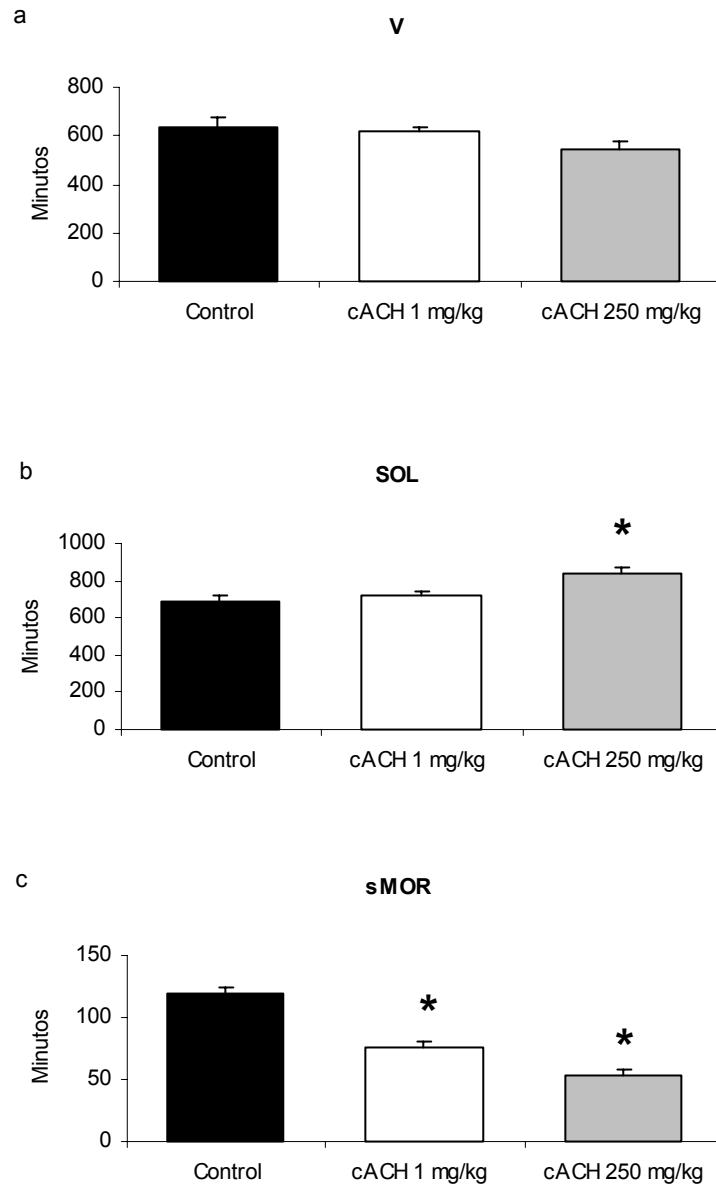 a
V
800
600
400
200
0
Minutos
Control cACH 1 mg/kg cACH 250 mg/kg
b
SOL
*
1000
800
600
400
200
0
Minutos
Control cACH 1 mg/kg cACH 250 mg/kg
c
sMOR
150
100
50
0
Minutos
*
*
Control cACH 1 mg/kg cACH 250 mg/kg